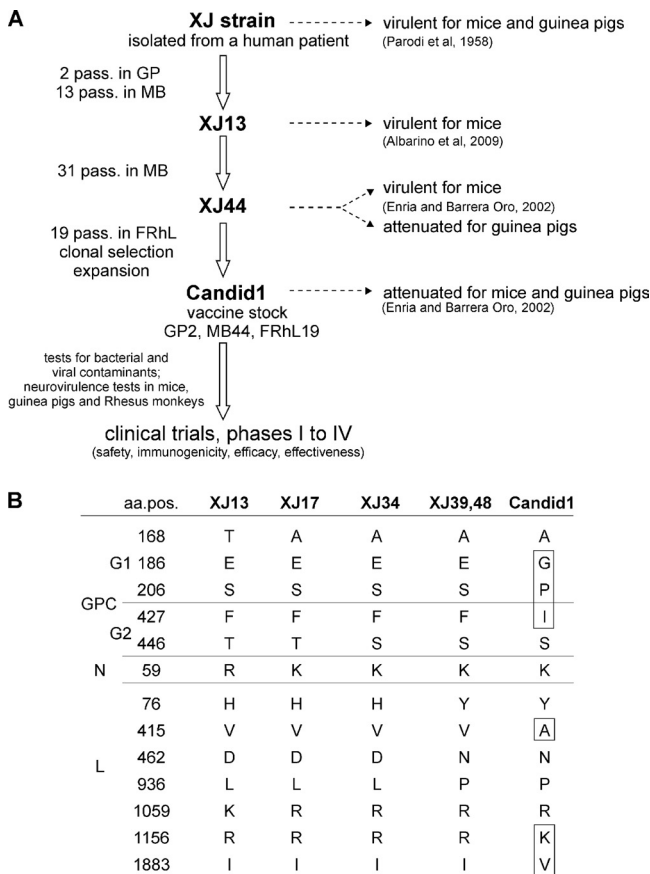 A
XJ strain
isolated from a human patient
virulent for mice and guinea pigs
(Parodi et al, 1958)
2 pass. in GP
13 pass. in MB
XJ13
virulent for mice
(Albarino et al, 2009)
31 pass. in MB
XJ44
virulent for mice
(Enria and Barrera Oro, 2002)
attenuated for guinea pigs
19 pass. in FRhL
clonal selection
expansion
Candid1
vaccine stock
GP2, MB44, FRhL19
attenuated for mice and guinea pigs
(Enria and Barrera Oro, 2002)
tests for bacterial and
viral contaminants;
neurovirulence tests in mice,
guinea pigs and Rhesus monkeys
clinical trials, phases I to IV
(safety, immunogenicity, efficacy, effectiveness)
B
aa.pos. XJ13 XJ17 XJ34 XJ39,48 Candid1
168 T A A A A
G1 186 E E E E G
206 S S S S P
GPC
427 F F F F I
G2
446 T T S S S
N 59 R K K K K
76 H H H Y Y
415 V V V V A
L
462 D D D N N
936 L L L P P
1059 K R R R R
1156 R R R R K
1883 I I I I V